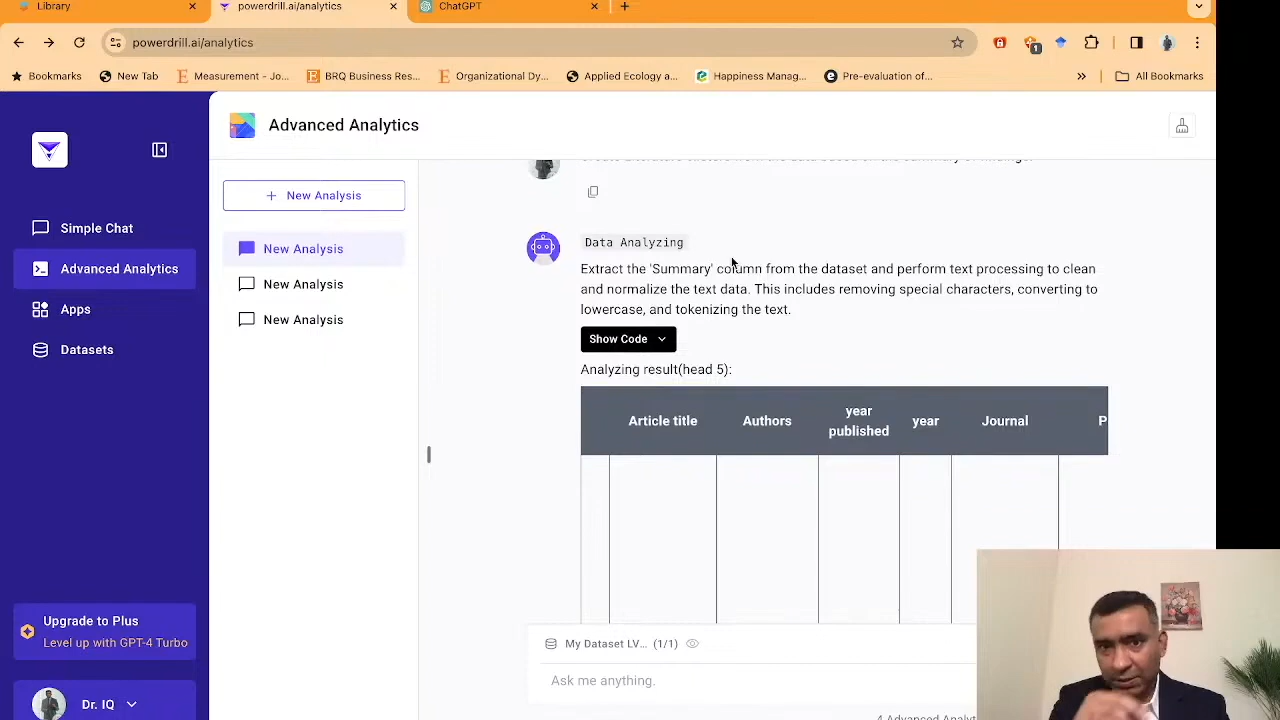 Library
powerdrill.ai/analytics
ChatGPT
powerdrill.ai/analytics
1
Bookmarks
New Tab
Measurement - Jo...
BRQ Business Res...
Organizational Dy...
Applied Ecology a...
Happiness Manag...
Pre-evaluation of...
All Bookmarks
Advanced Analytics
New Analysis
Simple Chat
Advanced Analytics
Apps
Datasets
New Analysis
New Analysis
New Analysis
Data Analyzing
Extract the 'Summary' column from the dataset and perform text processing to clean
and normalize the text data. This includes removing special characters, converting to
lowercase, and tokenizing the text.
Show Code
Analyzing result(head 5):
Article title
Authors
year
published
year
Journal
P
Upgrade to Plus
Level up with GPT-4 Turbo
Dr. IQ
My Dataset LV... (1/1)
Ask me anything.
4 Advanced Analyt